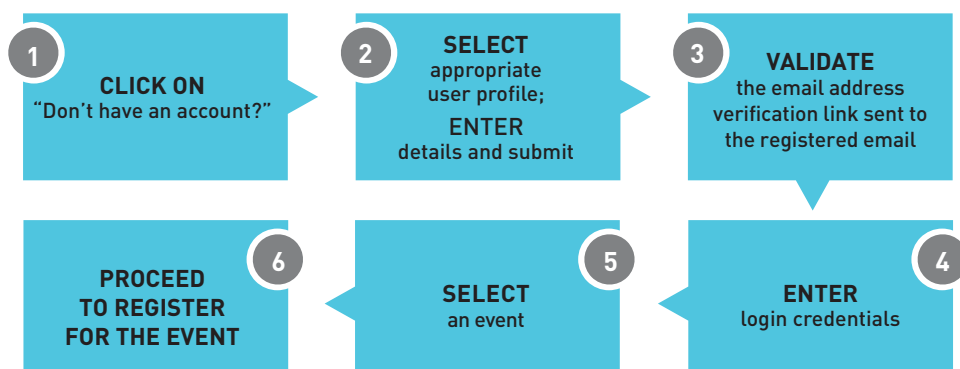 1
CLICK ON
“Don’t have an account?”
2
SELECT
appropriate
user profile;
ENTER
details and submit
3
VALIDATE
the email address
verification link sent to
the registered email
4
ENTER
login credentials
5
SELECT
an event
6
PROCEED
TO REGISTER
FOR THE EVENT